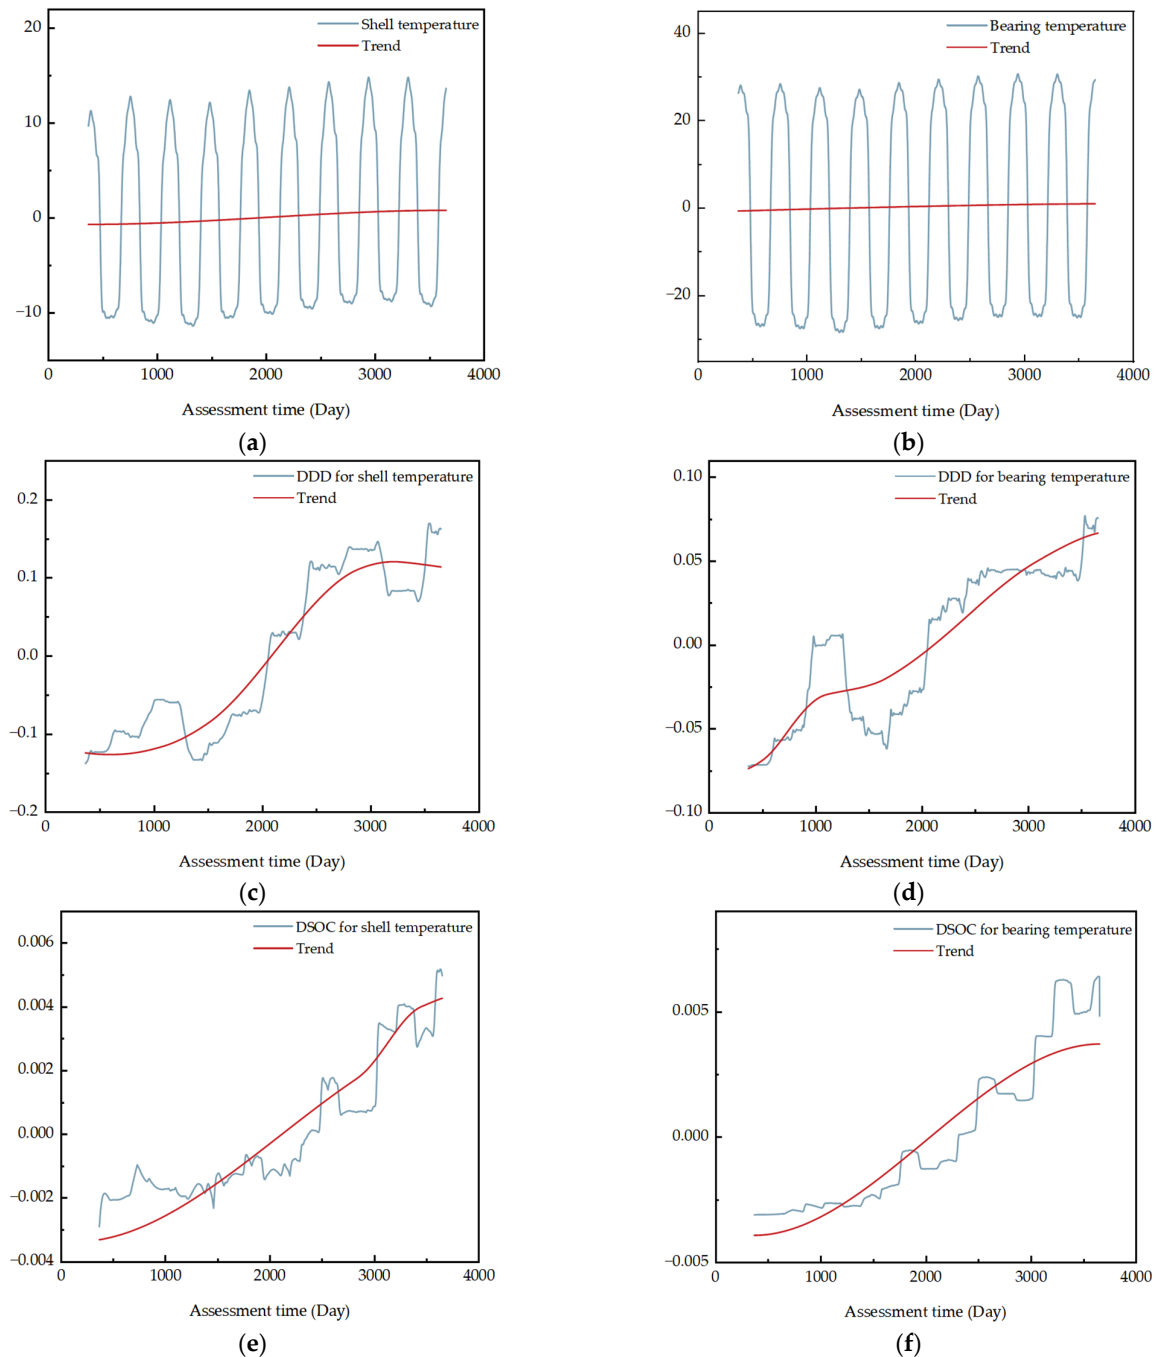 Shell temperature
Trend
20
10
0
−10
0 1000 2000 3000 4000
Assessment time (Day)
(a)
Bearing temperature
Trend
40
20
0
−20
0 1000 2000 3000 4000
Assessment time (Day)
(b)
DDD for shell temperature
Trend
0.2
0.1
0.0
−0.1
−0.2
0 1000 2000 3000 4000
Assessment time (Day)
(c)
DDD for bearing temperature
Trend
0.10
0.05
0.00
−0.05
−0.10
0 1000 2000 3000 4000
Assessment time (Day)
(d)
DSOC for shell temperature
Trend
0.006
0.004
0.002
0.000
−0.002
−0.004
0 1000 2000 3000 4000
Assessment time (Day)
(e)
DSOC for bearing temperature
Trend
0.005
0.000
−0.005
0 1000 2000 3000 4000
Assessment time (Day)
(f)